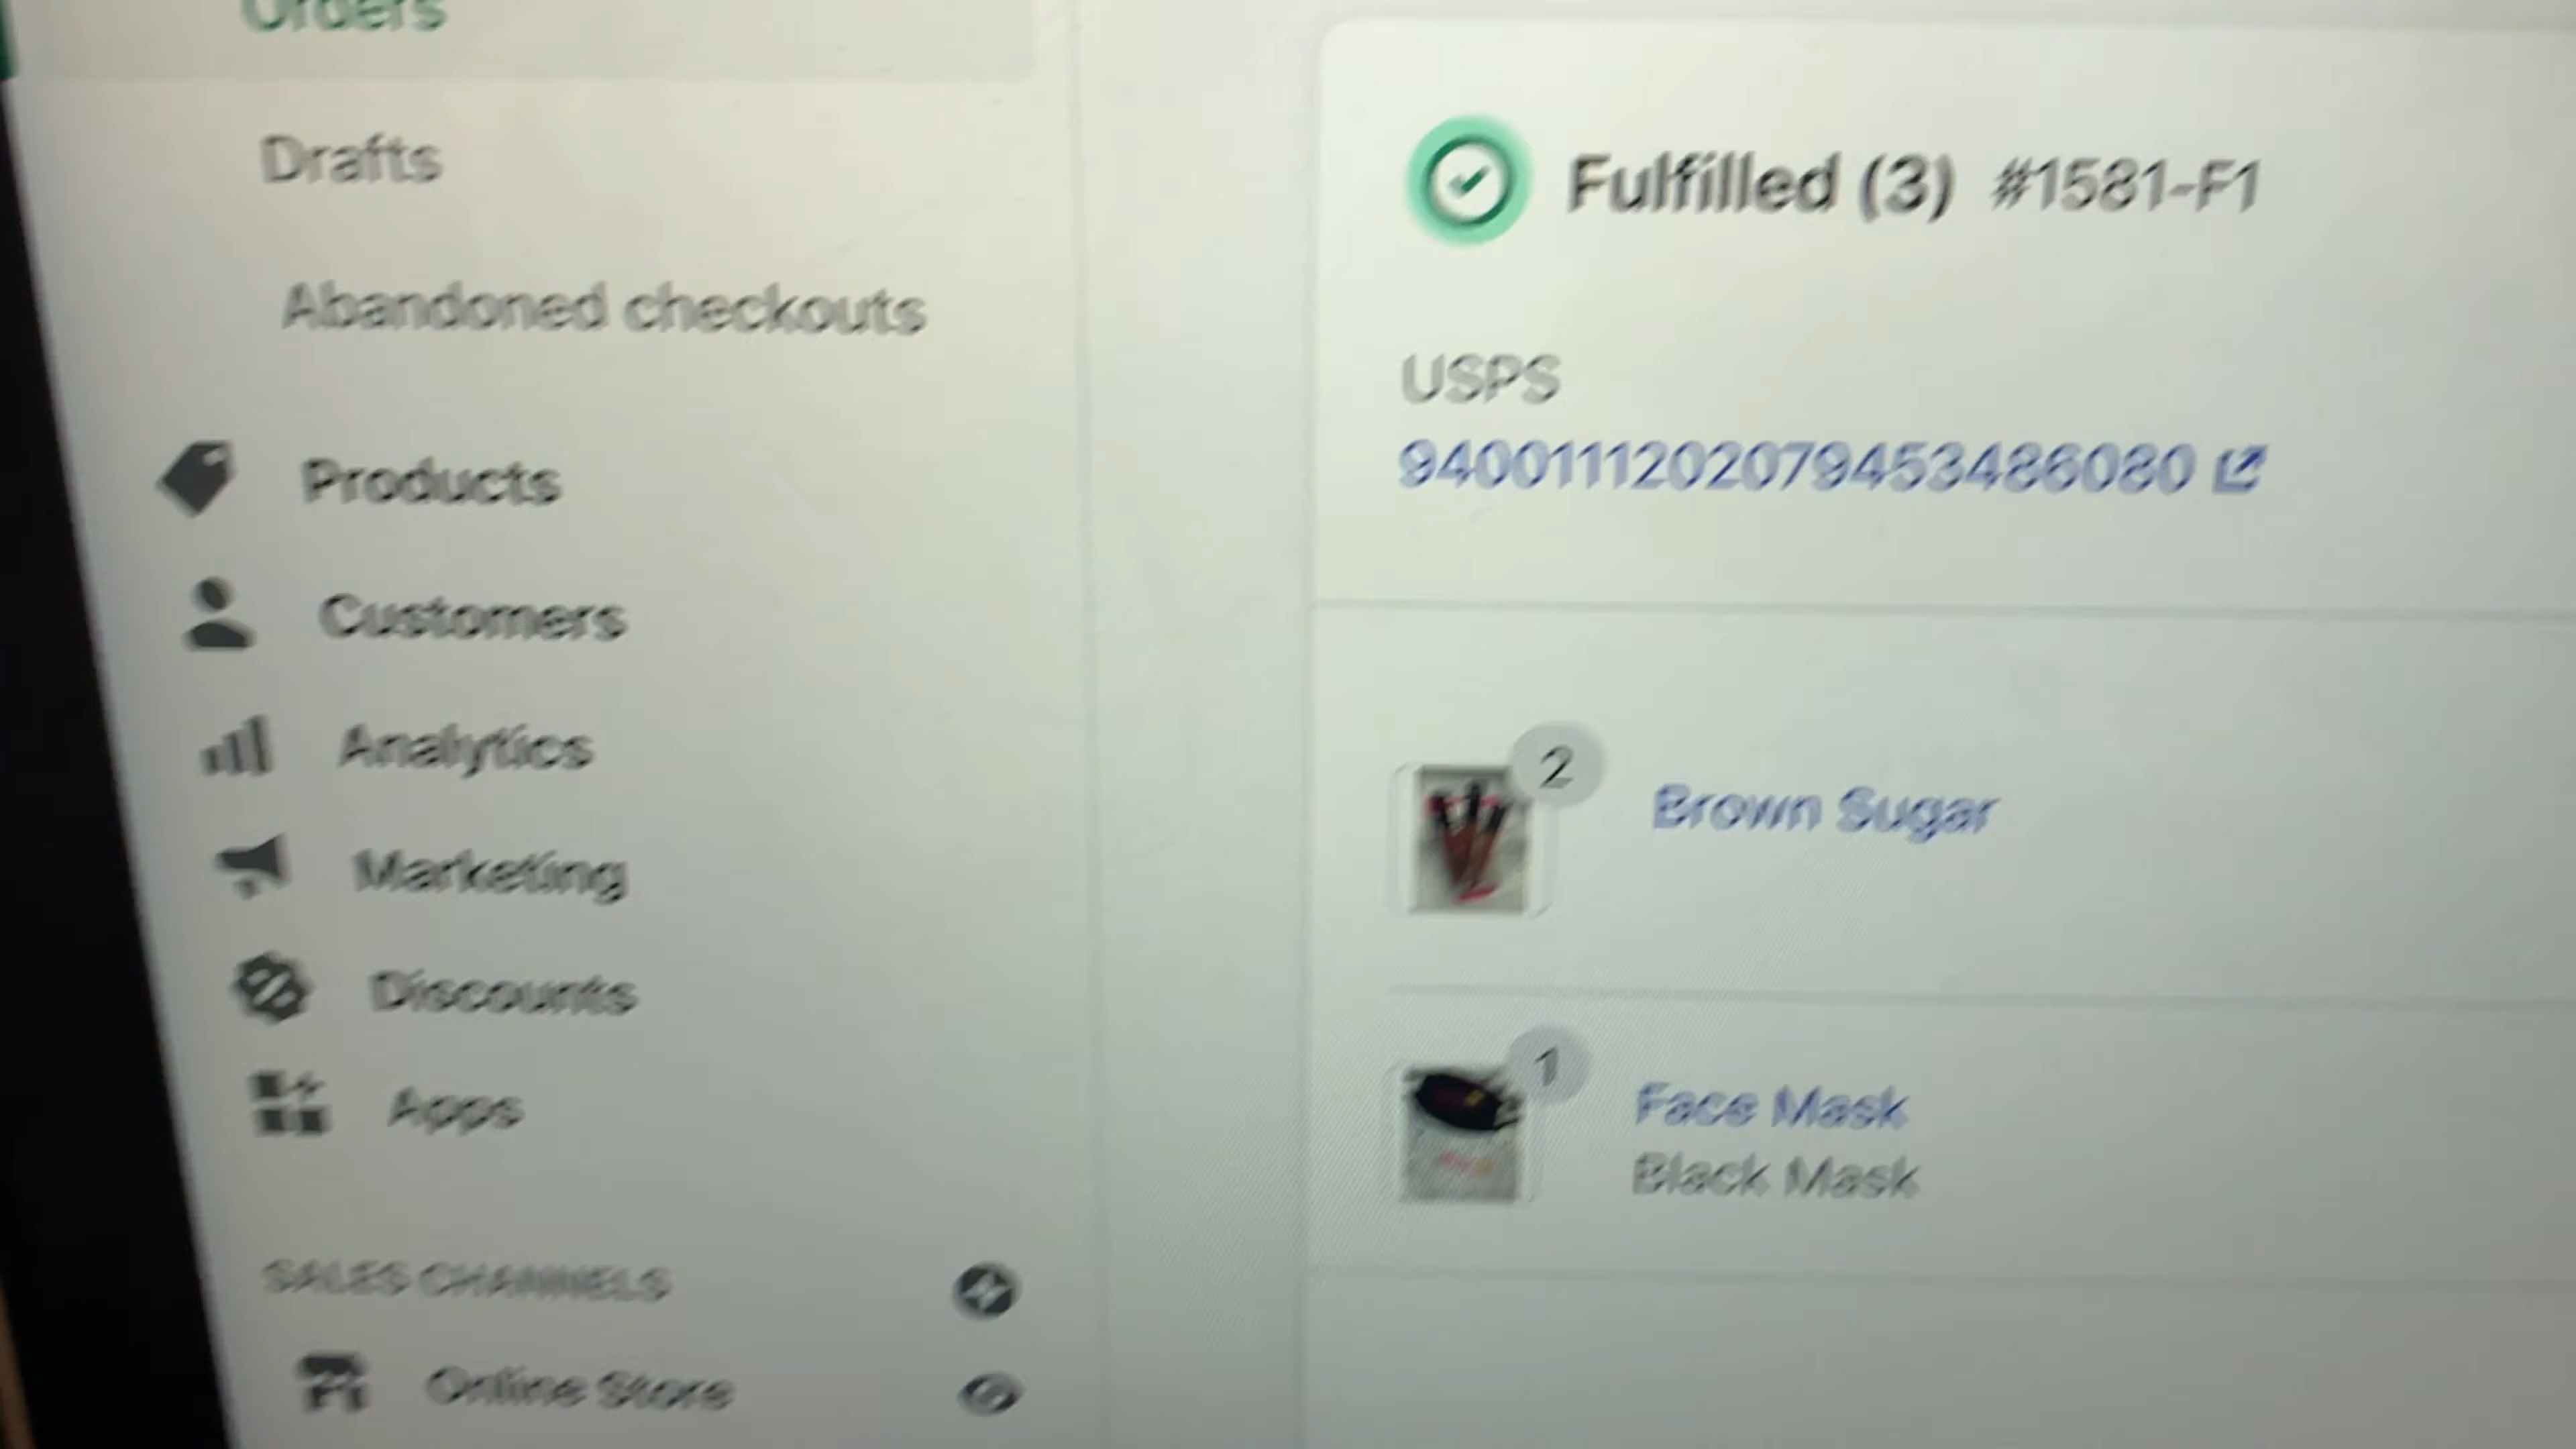 Orders
Drafts
Abandoned checkouts
Products
Customers
Analytics
Marketing
Discounts
Apps
SALES CHANNELS
Online Store
Fulfilled (3) #1581-F1
USPS
9400111202079453486080
2
Brown Sugar
1
Face Mask
Black Mask